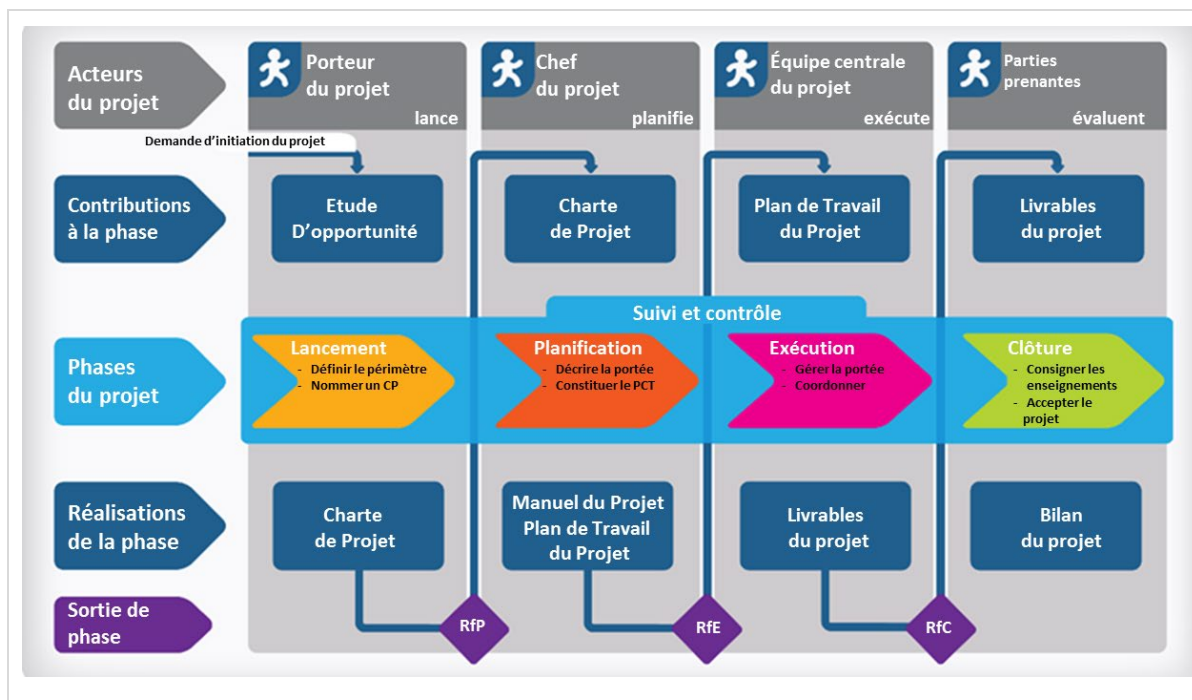 Acteurs
du projet
Porteur
du projet
lance
Chef
du projet
planifie
Équipe centrale
du projet
exécute
Parties
prenantes
évaluent
Demande d'initiation du projet
Contributions
à la phase
Etude
D'opportunité
Charte
de Projet
Plan de Travail
du Projet
Livrables
du projet
Suivi et contrôle
Phases
du projet
Lancement
- Définir le périmètre
- Nommer un CP
Planification
- Décrire la portée
- Constituer le PCT
Exécution
- Gérer la portée
- Coordonner
Clôture
- Consigner les
enseignements
- Accepter le
projet
Réalisations
de la phase
Charte
de Projet
Manuel du Projet
Plan de Travail
du Projet
Livrables
du projet
Bilan
du projet
Sortie de
phase
RfP
RfE
RfC